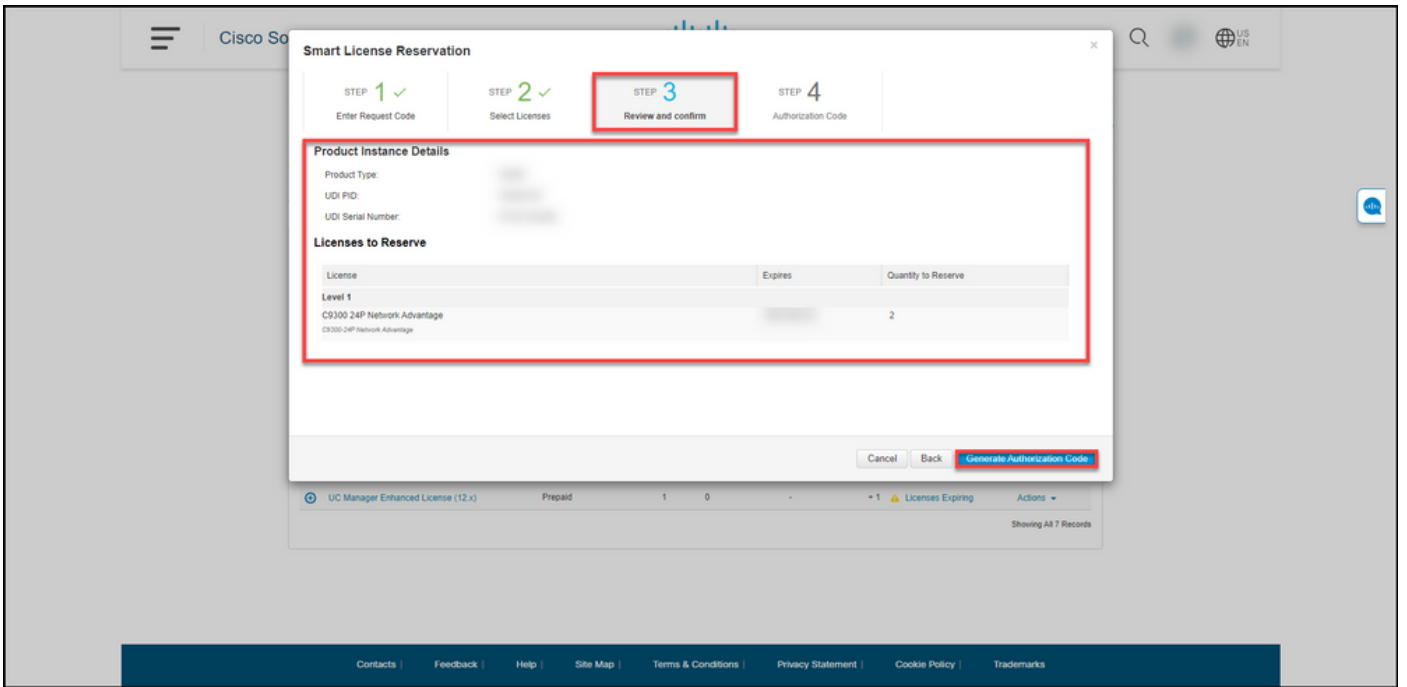 Cisco So
US
EN
Smart License Reservation
×
STEP 1 ✓
Enter Request Code
STEP 2 ✓
Select Licenses
STEP 3
Review and confirm
STEP 4
Authorization Code
Product Instance Details
Product Type:
UDI PID:
UDI Serial Number:
Licenses to Reserve
License Expires Quantity to Reserve
Level 1
C9300 24P Network Advantage 2
C9300-24P Network Advantage
Cancel Back Generate Authorization Code
UC Manager Enhanced License (12.x) Prepaid 1 0 - + 1 Licenses Expiring Actions
Showing All 7 Records
Contacts | Feedback | Help | Site Map | Terms & Conditions | Privacy Statement | Cookie Policy | Trademarks